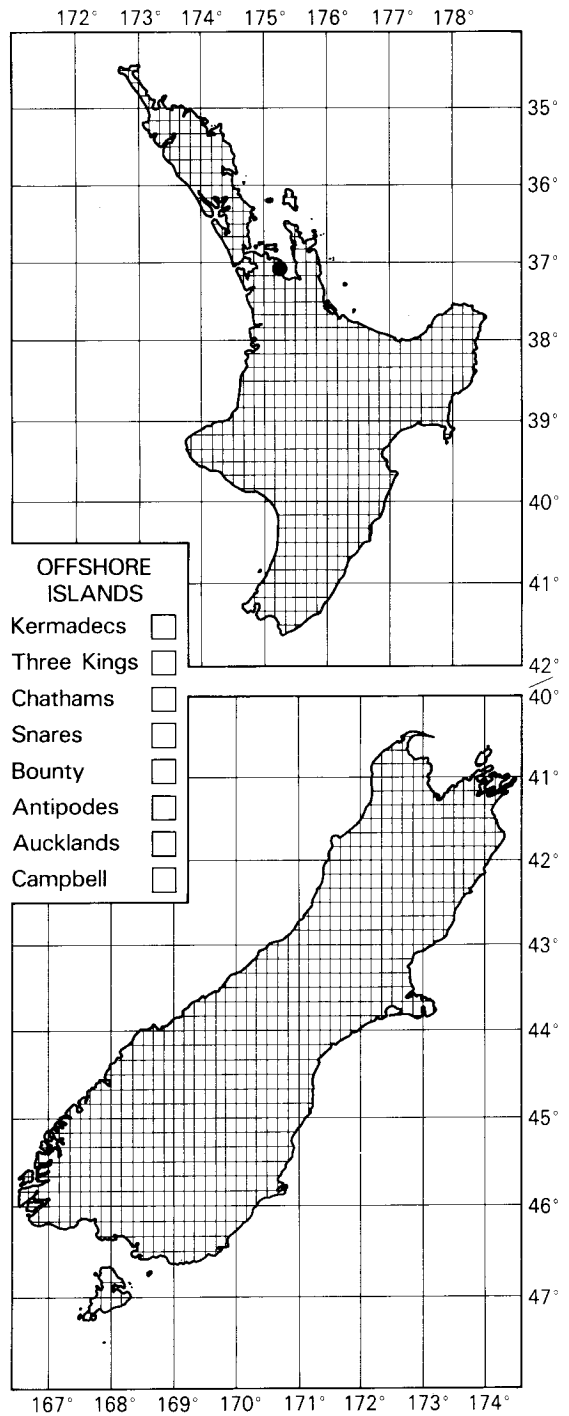 172° 173° 174° 175° 176° 177° 178°
35°
36°
37°
38°
39°
40°
41°
42°
OFFSHORE
ISLANDS
Kermadecs
Three Kings
Chathams
Snares
Bounty
Antipodes
Aucklands
Campbell
40°
41°
42°
43°
44°
45°
46°
47°
167° 168° 169° 170° 171° 172° 173° 174°